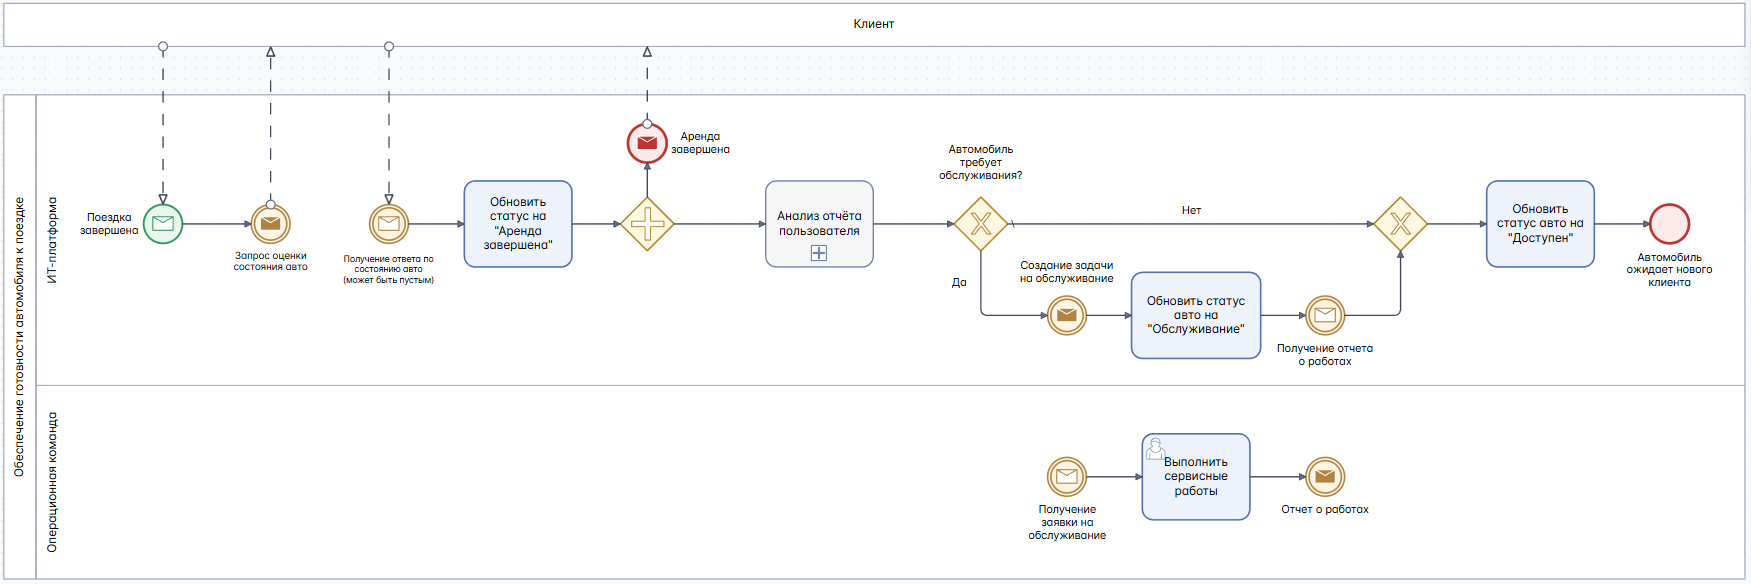 Клиент
Обеспечение готовности автомобиля к поездке
ИТ-платформа
Поездка
завершена
Запрос оценки
состояния авто
Получение ответа по
состоянию авто
(может быть пустым)
Обновить
статус на
"Аренда
завершена"
Аренда
завершена
Анализ отчёта
пользователя
Автомобиль
требует
обслуживания?
Нет
Да
Создание задачи
на обслуживание
Обновить статус
авто на
"Обслуживание"
Получение отчета
о работах
Обновить
статус авто на
"Доступен"
Автомобиль
ожидает нового
клиента
Операционная команда
Получение
заявки на
обслуживание
Выполнить
сервисные
работы
Отчет о работах